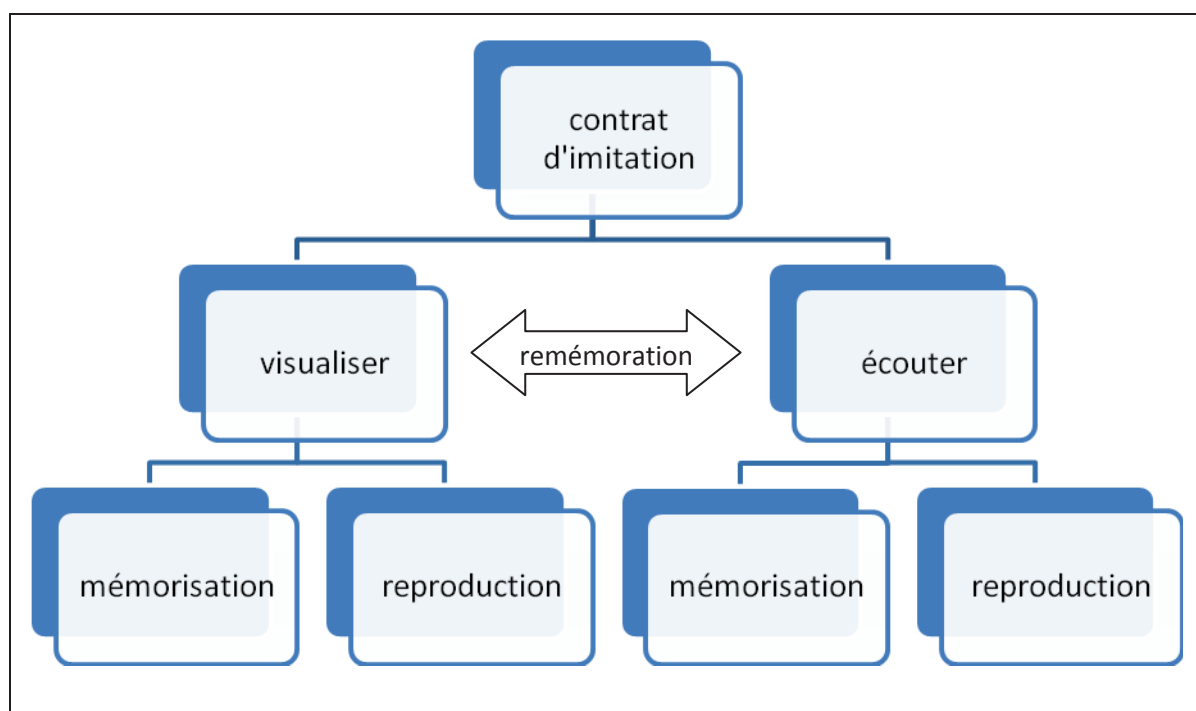 contrat
d'imitation
visualiser
remémoration
écouter
mémorisation
reproduction
mémorisation
reproduction